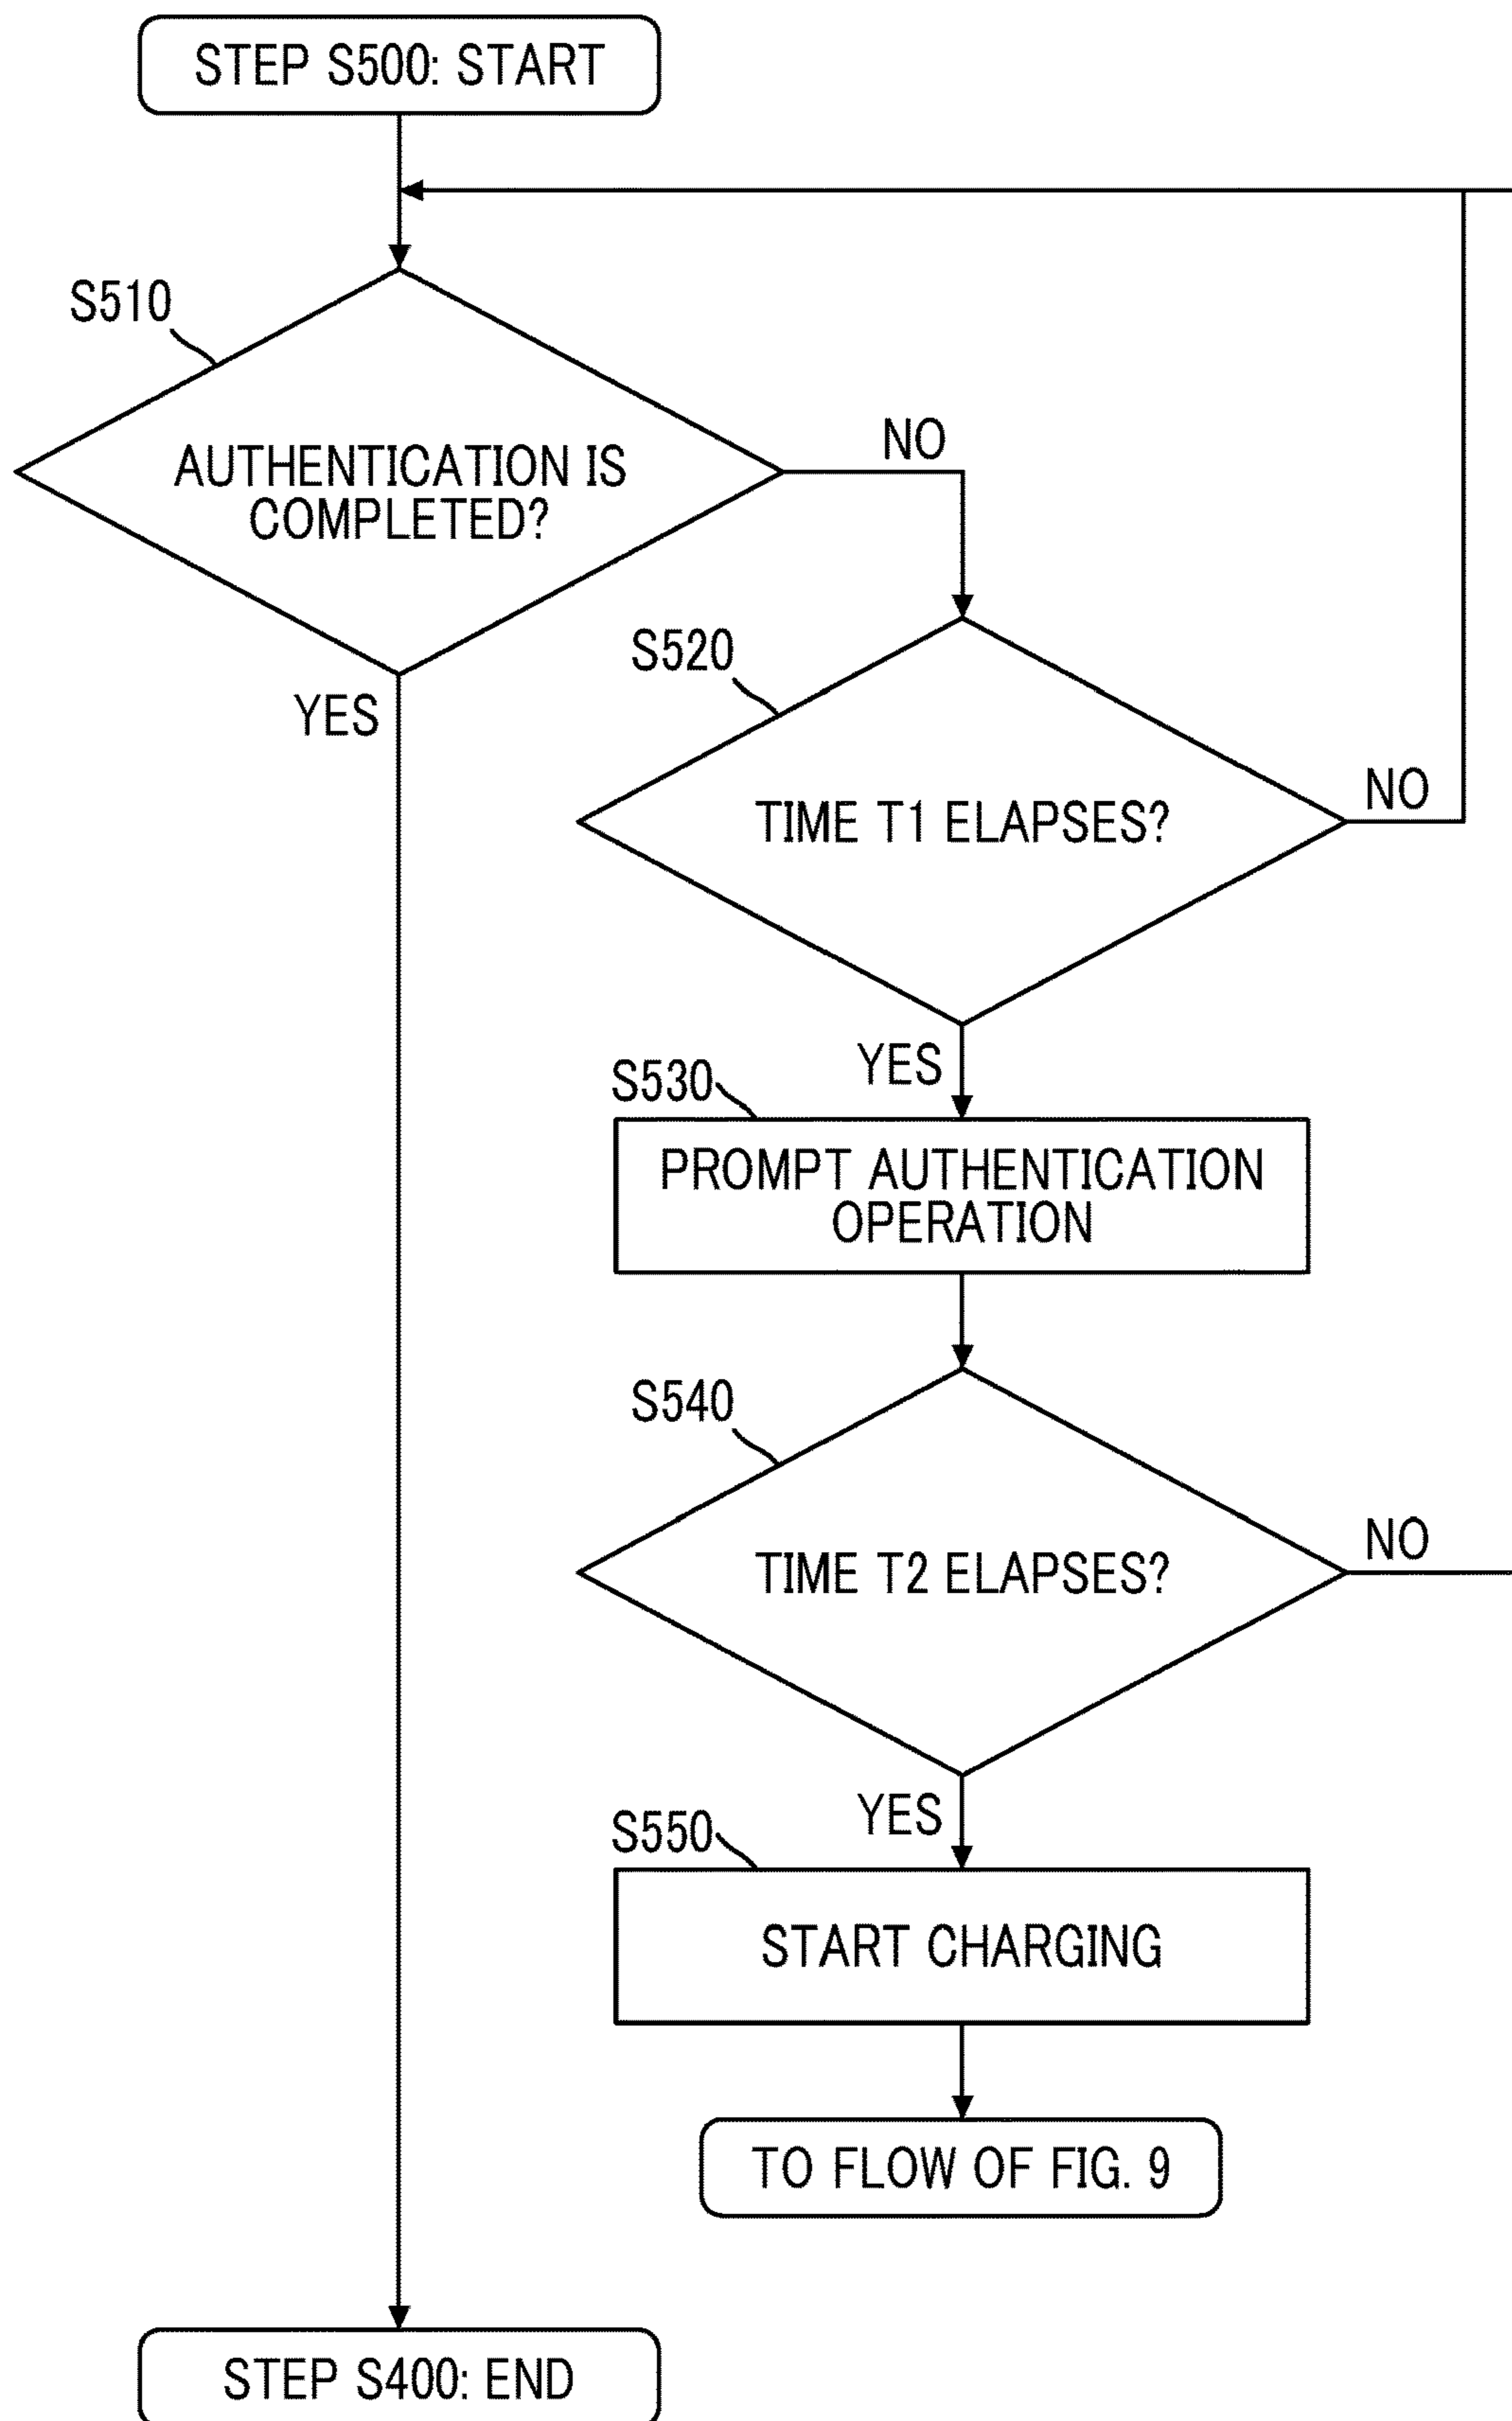 STEP S500: START
S510
AUTHENTICATION IS
COMPLETED?
NO
YES
S520
TIME T1 ELAPSES?
NO
YES
S530
PROMPT AUTHENTICATION
OPERATION
S540
TIME T2 ELAPSES?
NO
YES
S550
START CHARGING
TO FLOW OF FIG. 9
STEP S400: END